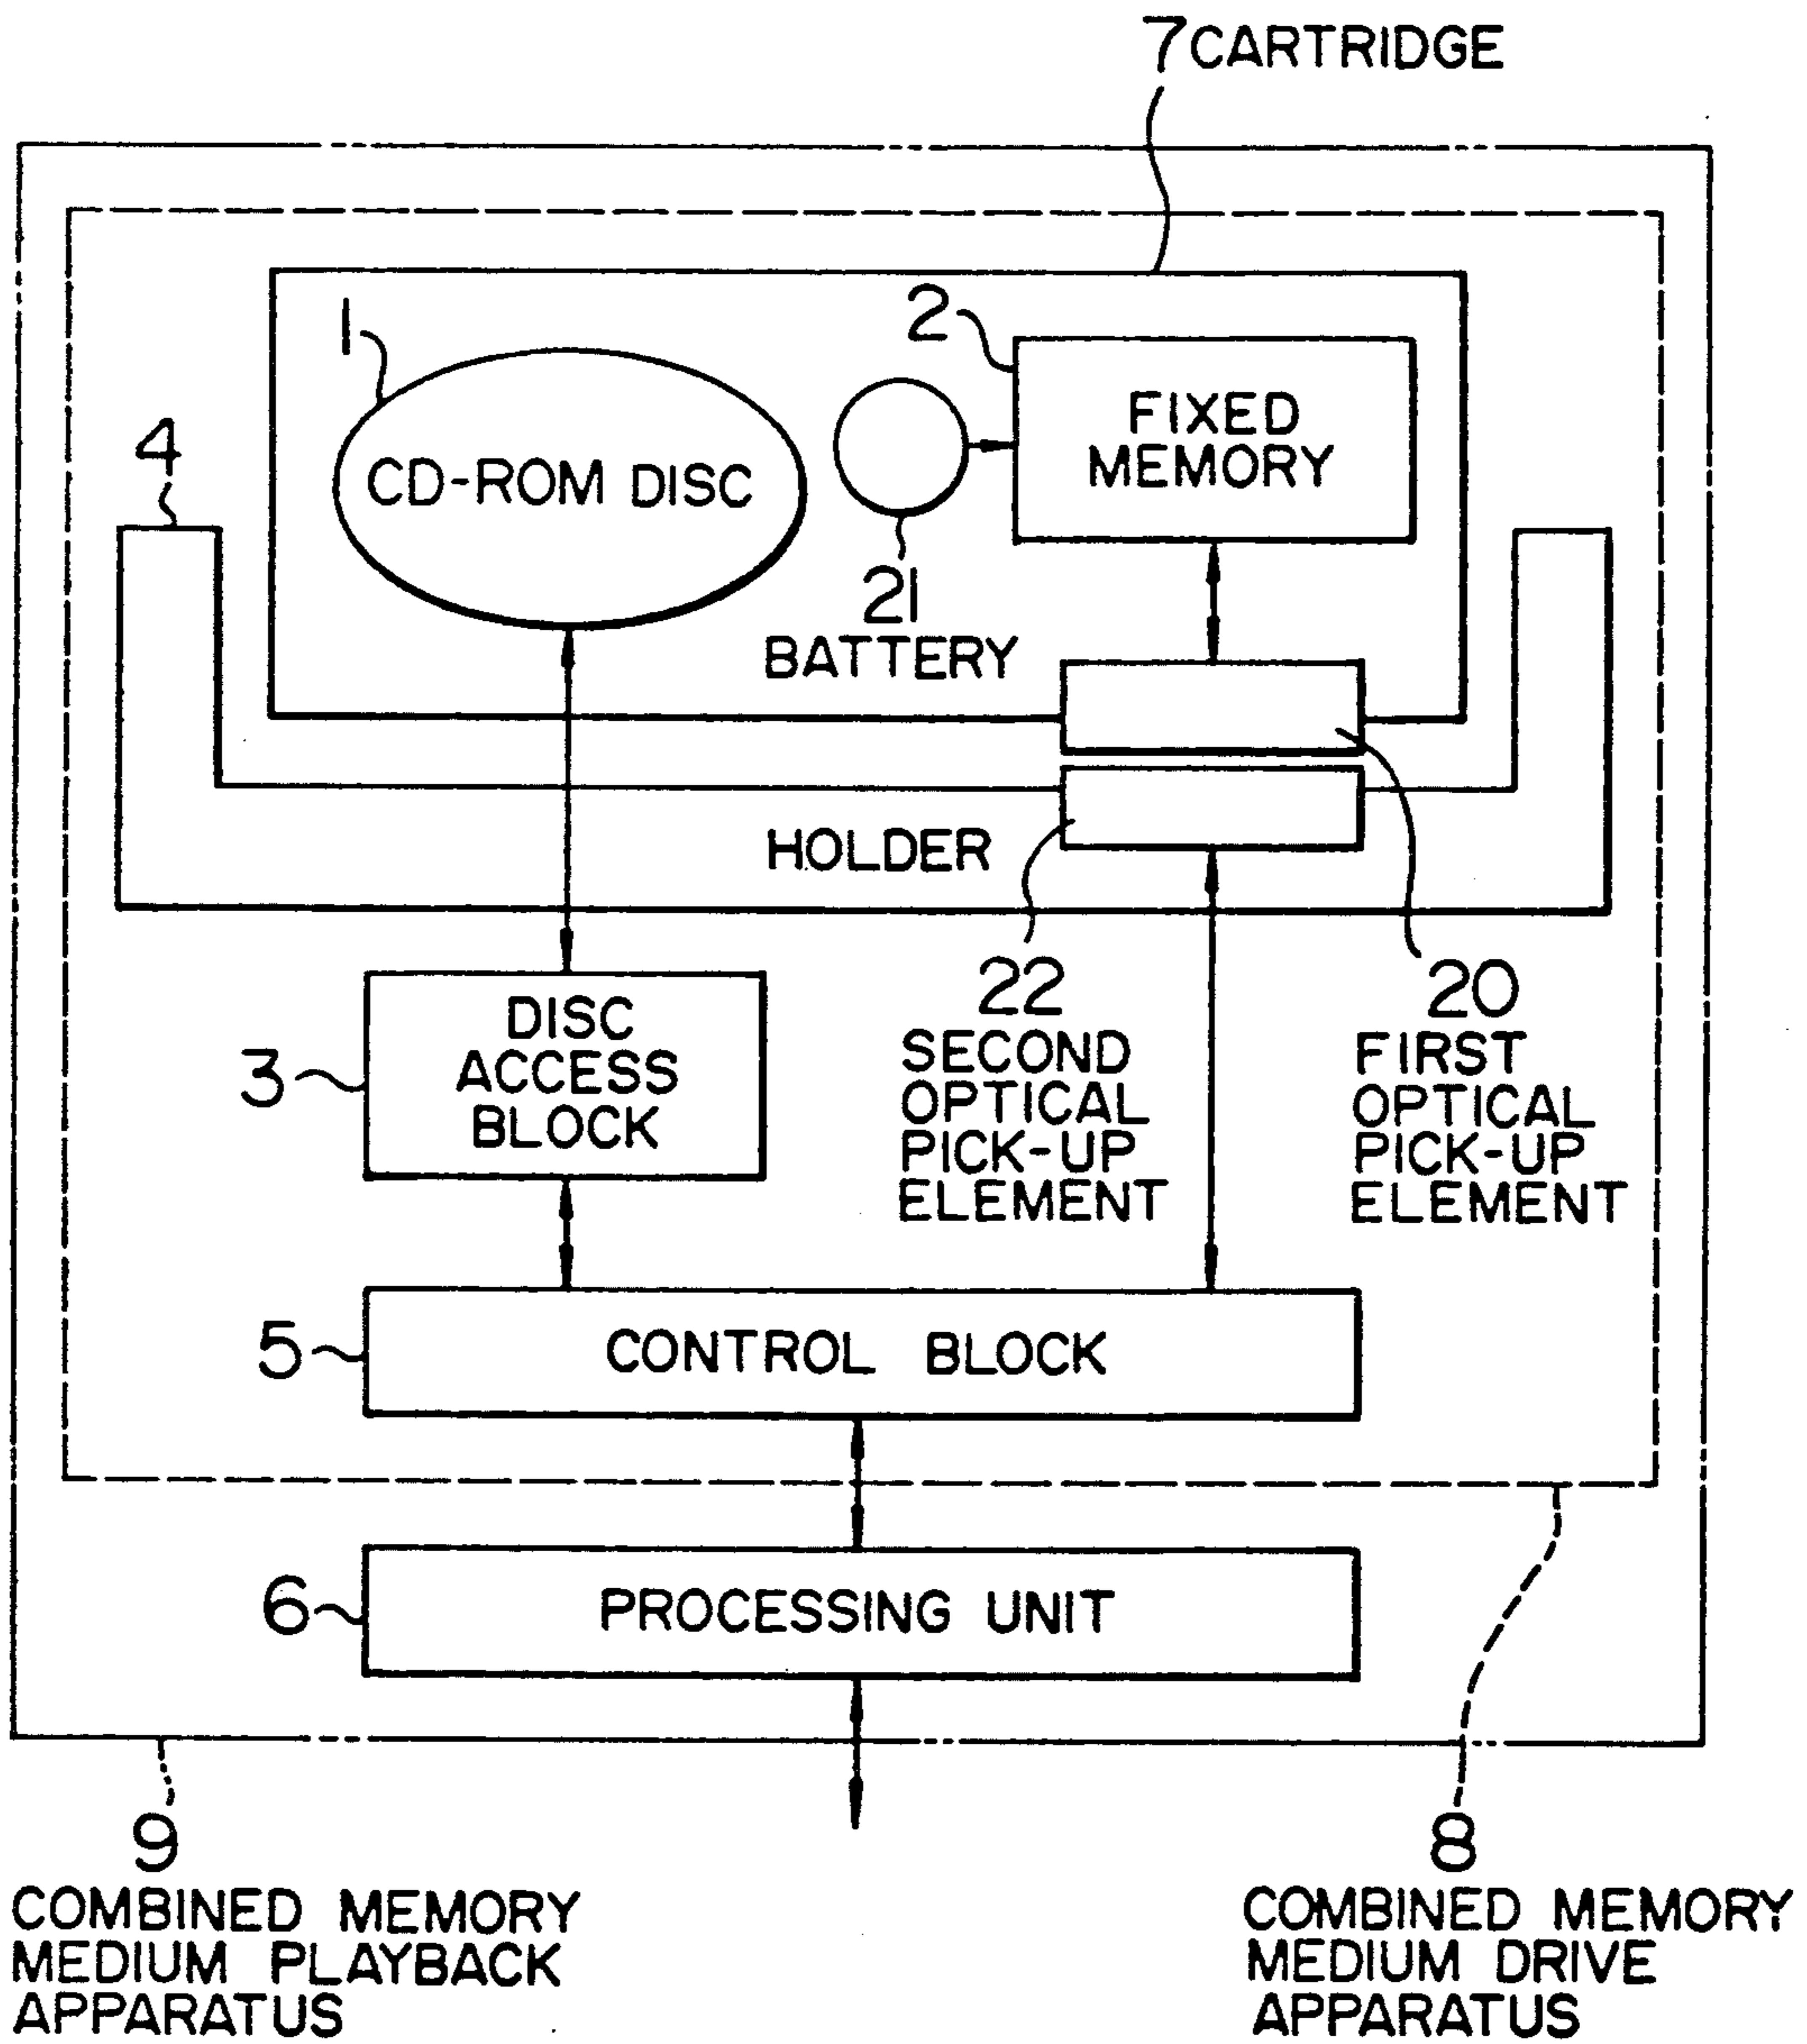 7 CARTRIDGE
1
CD-ROM DISC
2
FIXED
MEMORY
4
21
BATTERY
HOLDER
22
SECOND
OPTICAL
PICK-UP
ELEMENT
20
FIRST
OPTICAL
PICK-UP
ELEMENT
3
DISC
ACCESS
BLOCK
5
CONTROL BLOCK
6
PROCESSING UNIT
9
COMBINED MEMORY
MEDIUM PLAYBACK
APPARATUS
8
COMBINED MEMORY
MEDIUM DRIVE
APPARATUS